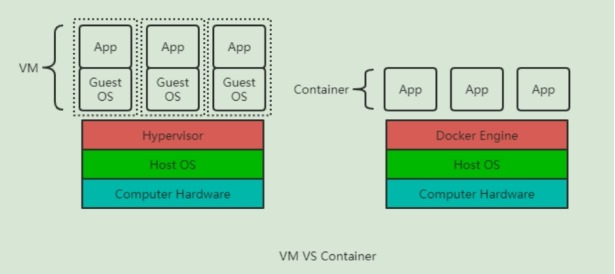 VM
App
App
App
Guest
OS
Guest
OS
Guest
OS
Hypervisor
Host OS
Computer Hardware
Container
App
App
App
Docker Engine
Host OS
Computer Hardware
VM VS Container